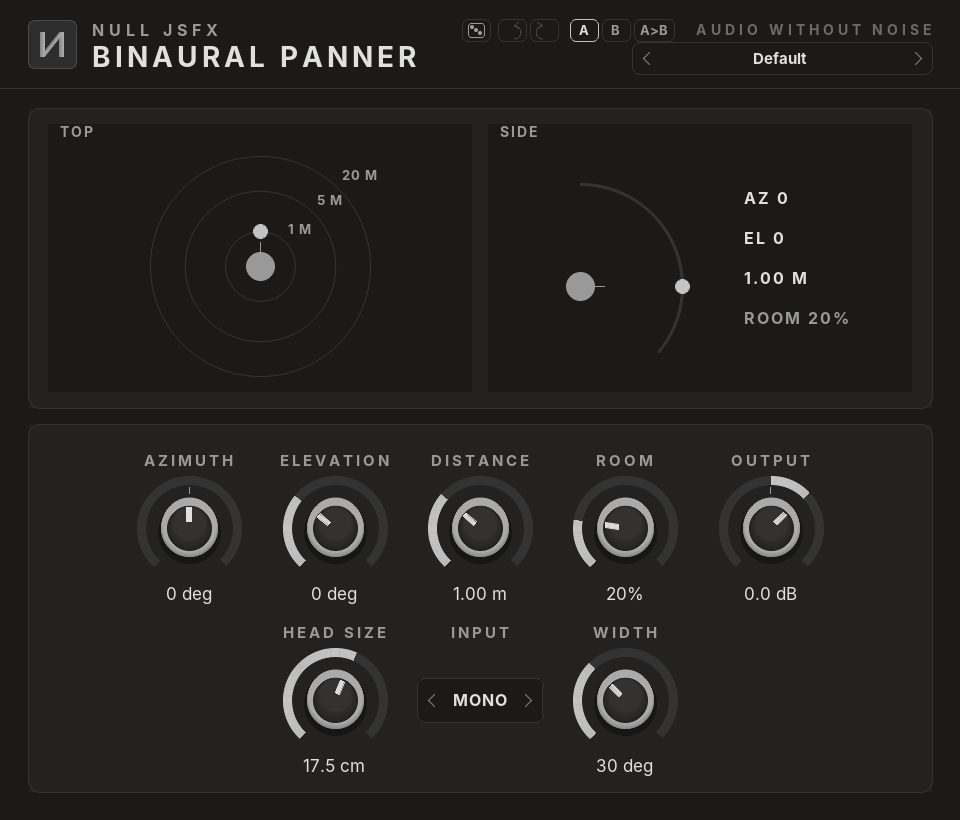 NULL JSFX
BINAURAL PANNER
A
B
A>B
AUDIO WITHOUT NOISE
Default
TOP
20 M
5 M
1 M
SIDE
AZ 0
EL 0
1.00 M
ROOM 20%
AZIMUTH
ELEVATION
DISTANCE
ROOM
OUTPUT
0 deg
0 deg
1.00 m
20%
0.0 dB
HEAD SIZE
INPUT
WIDTH
MONO
17.5 cm
30 deg